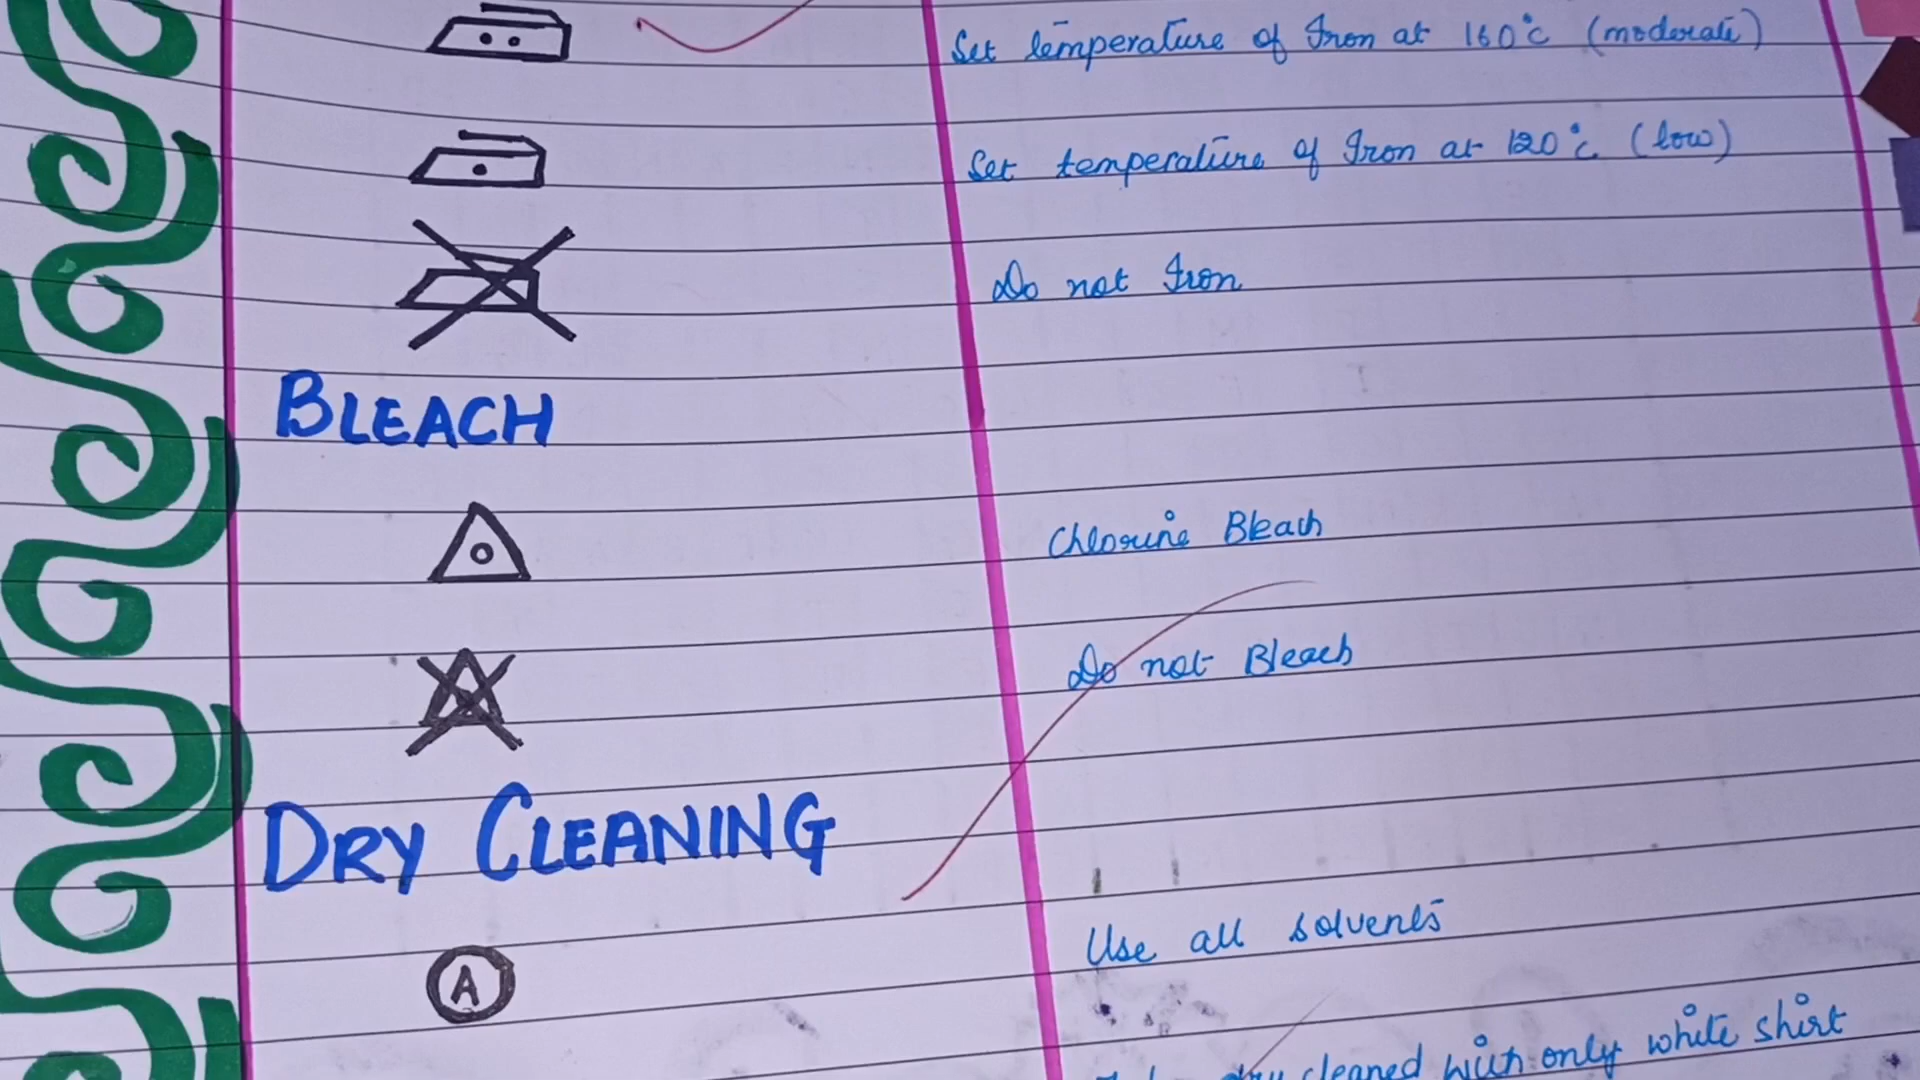 Set temperature of Iron at 160°C (moderate)
Set temperature of Iron at 120°C (low)
Do not Iron
BLEACH
Chlorine Bleach
Do not Bleach
DRY CLEANING
Use all solvents
A
dry cleaned with only white shirt